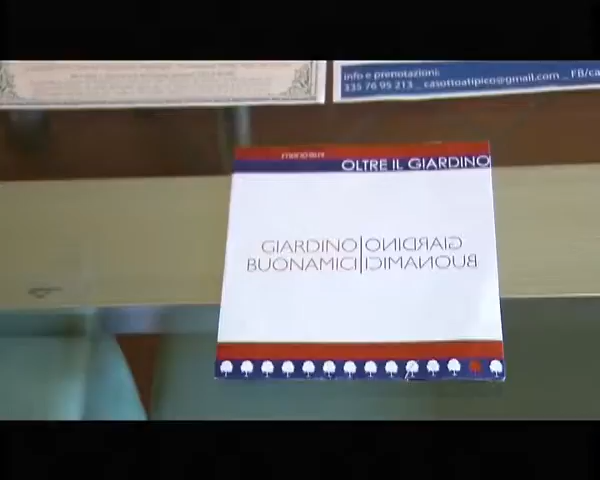 info e prenotazioni:
335 76 95 213 _ casottoatipico@gmail.com _ FB/ca
OLTRE IL GIARDINO
GIARDINO|GIARDINO
BUONAMICI|BUONAMICI